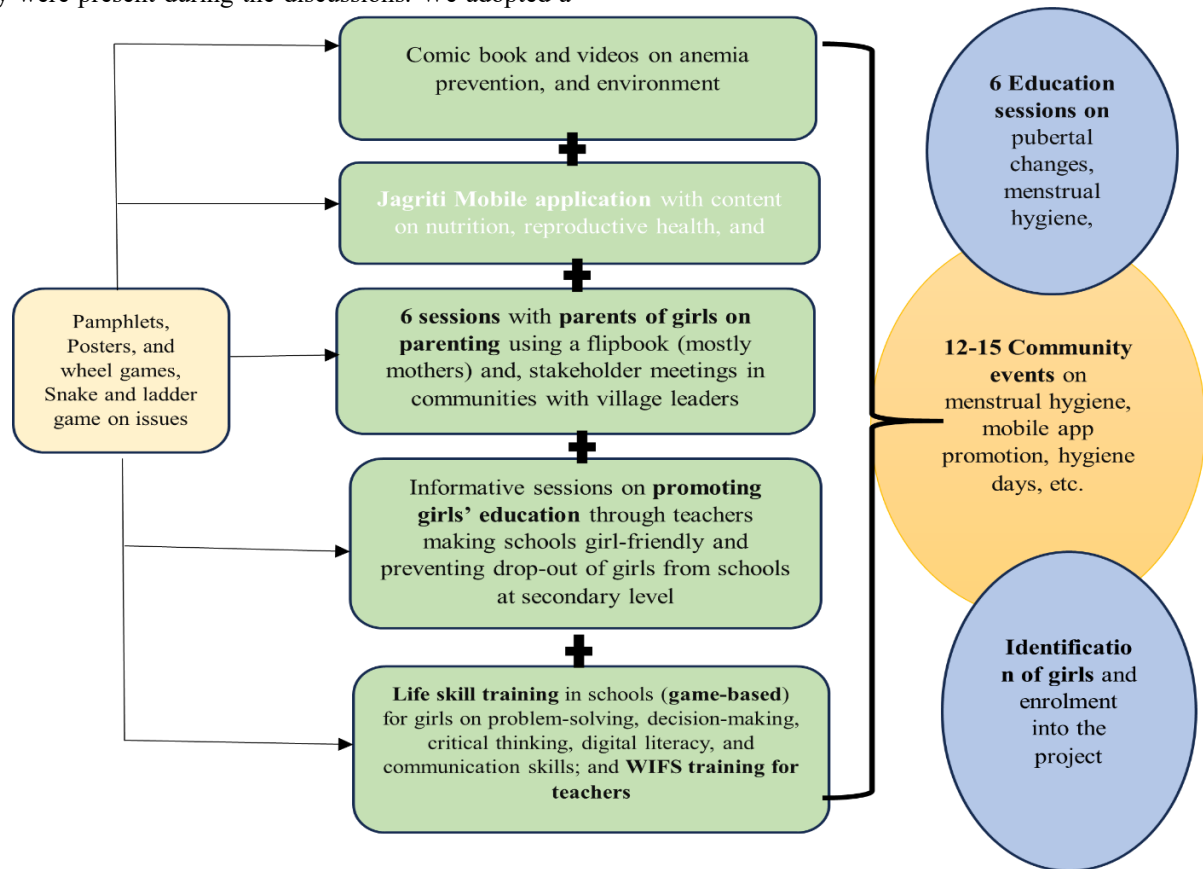 y were present during the discussions. We adopted a
Pamphlets,
Posters, and
wheel games,
Snake and ladder
game on issues
Comic book and videos on anemia
prevention, and environment
Jagriti Mobile application with content
on nutrition, reproductive health, and
6 sessions with parents of girls on
parenting using a flipbook (mostly
mothers) and, stakeholder meetings in
communities with village leaders
Informative sessions on promoting
girls’ education through teachers
making schools girl-friendly and
preventing drop-out of girls from schools
at secondary level
Life skill training in schools (game-based)
for girls on problem-solving, decision-making,
critical thinking, digital literacy, and
communication skills; and WIFS training for
teachers
6 Education
sessions on
pubertal
changes,
menstrual
hygiene,
12-15 Community
events on
menstrual hygiene,
mobile app
promotion, hygiene
days, etc.
Identificatio
n of girls and
enrolment
into the
project